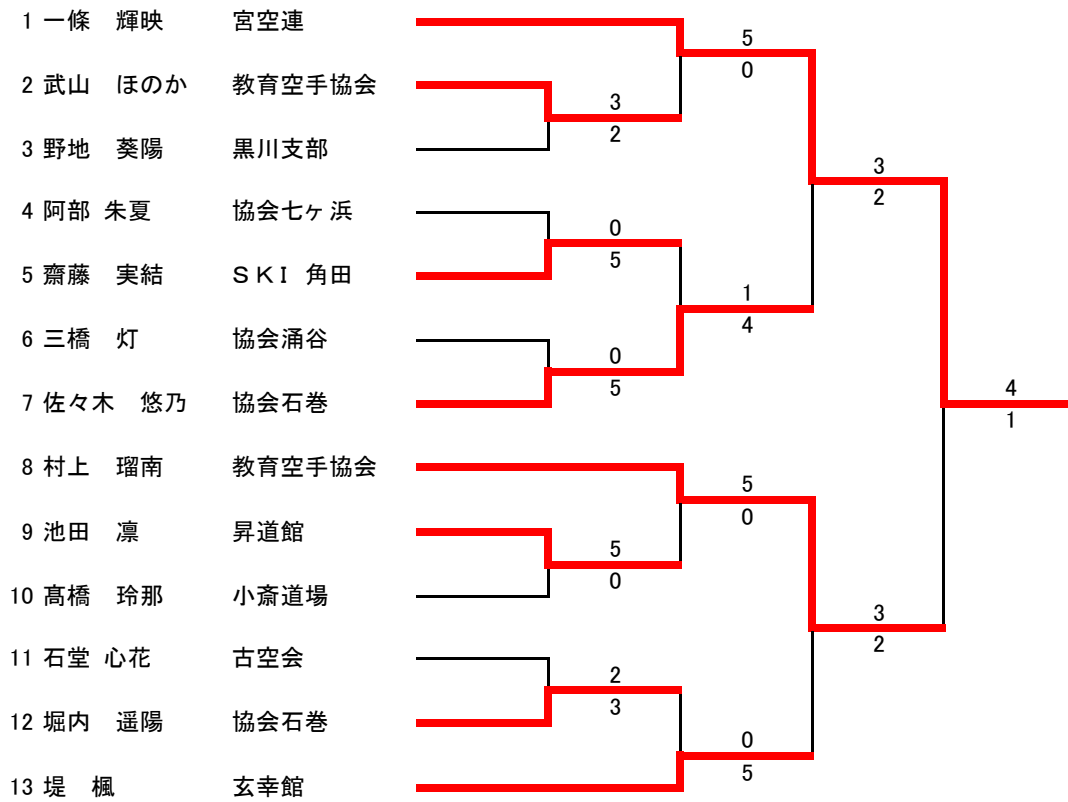 1 一條　輝映　宮空連
5
0
2 武山　ほのか　教育空手協会
3
2
3 野地　葵陽　黒川支部
3
2
4 阿部 朱夏　協会七ヶ浜
0
5
5 齋藤　実結　ＳＫＩ 角田
1
4
6 三橋　灯　協会涌谷
0
5
7 佐々木　悠乃　協会石巻
4
1
8 村上　瑠南　教育空手協会
5
0
9 池田　凛　昇道館
5
0
10 髙橋　玲那　小斎道場
3
2
11 石堂 心花　古空会
2
3
12 堀内　遥陽　協会石巻
0
5
13 堤　楓　玄幸館